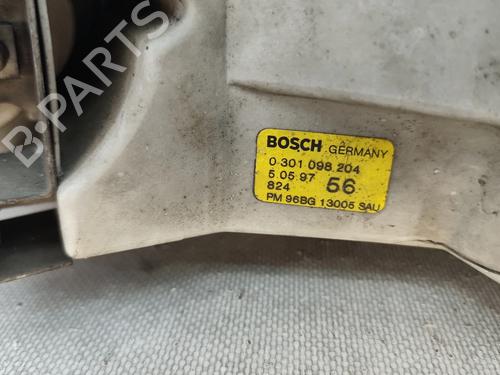 BOSCH GERMANY
0 301 098 204
5 05.97 56
824
PM 96BG 13005 SAU
B-PARTS